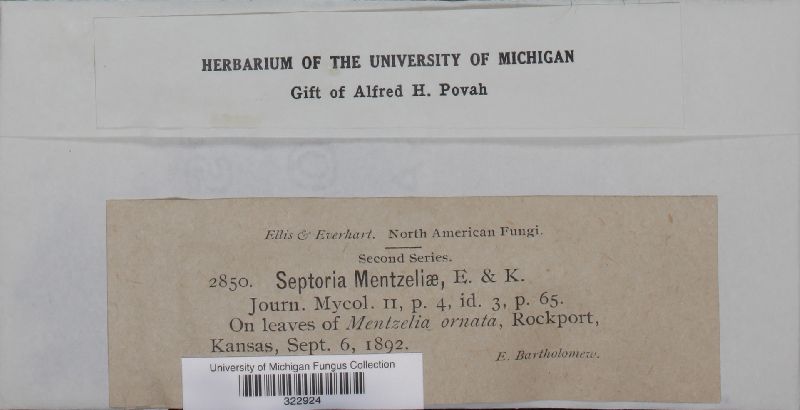 HERBARIUM OF THE UNIVERSITY OF MICHIGAN
Gift of Alfred H. Povah
Ellis & Everhart. North American Fungi.
Second Series.
2850. Septoria Mentzeliæ, E. & K.
Journ. Mycol. II, p. 4, id. 3, p. 65.
On leaves of Mentzelia ornata, Rockport,
Kansas, Sept. 6, 1892.
E. Bartholomew.
University of Michigan Fungus Collection
322924